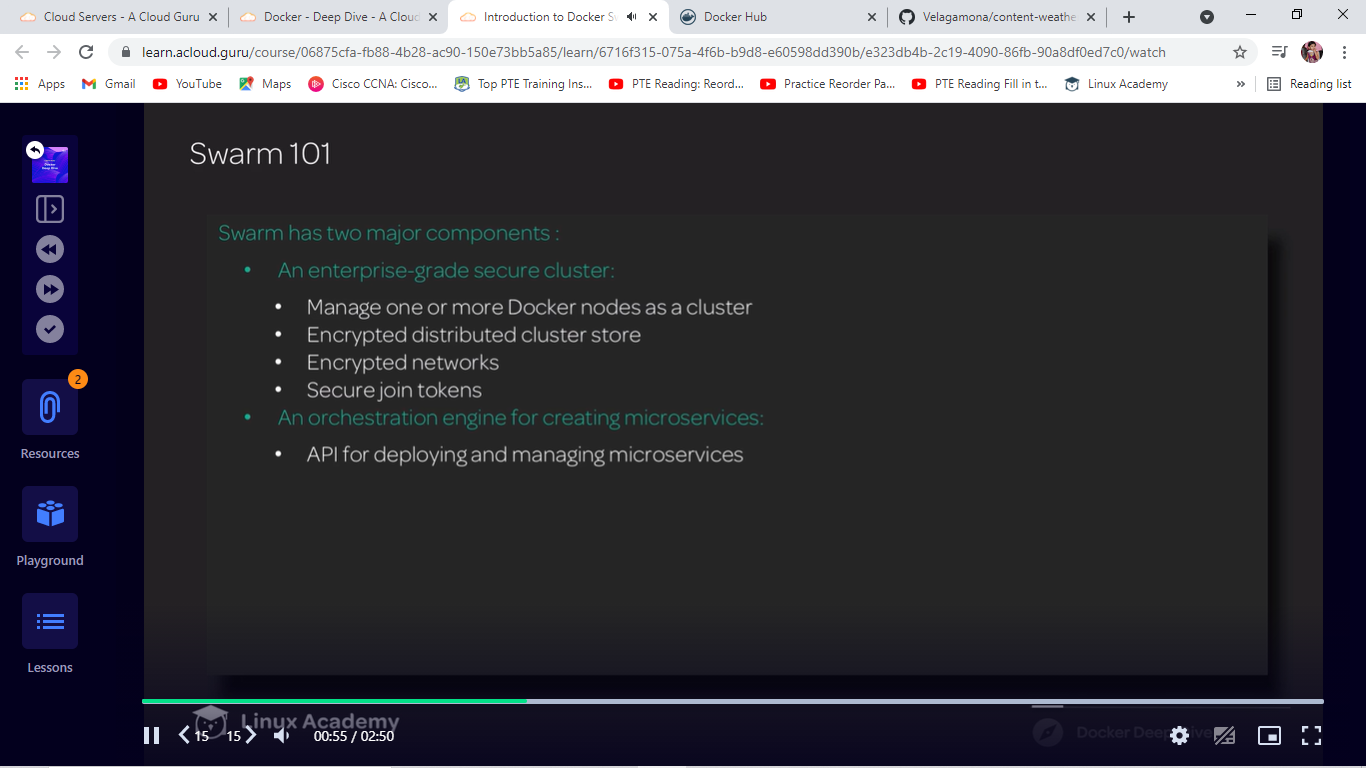 Cloud Servers - A Cloud Guru
Docker - Deep Dive - A Cloud
Introduction to Docker Sw
Docker Hub
Velagamona/content-weathe
learn.acloud.guru/course/06875cfa-fb88-4b28-ac90-150e73bb5a85/learn/6716f315-075a-4f6b-b9d8-e60598dd390b/e323db4b-2c19-4090-86fb-90a8df0ed7c0/watch
Apps
Gmail
YouTube
Maps
Cisco CCNA: Cisco...
Top PTE Training Ins...
PTE Reading: Reord...
Practice Reorder Pa...
PTE Reading Fill in t...
Linux Academy
»
Reading list
Swarm 101
Swarm has two major components :
• An enterprise-grade secure cluster:
• Manage one or more Docker nodes as a cluster
• Encrypted distributed cluster store
• Encrypted networks
• Secure join tokens
• An orchestration engine for creating microservices:
• API for deploying and managing microservices
2
Resources
Playground
Lessons
Linux Academy
15 15 00:55 / 02:50
Docker Deep Dive